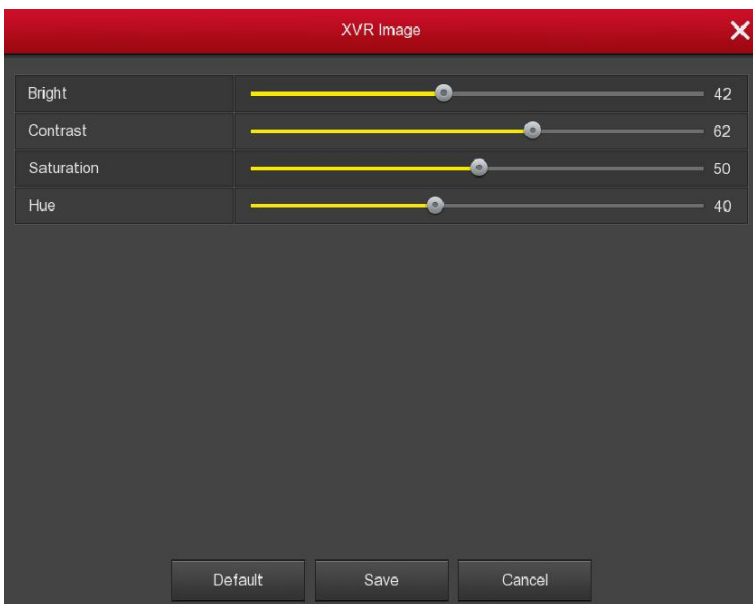 XVR Image
Bright 42
Contrast 62
Saturation 50
Hue 40
Default Save Cancel